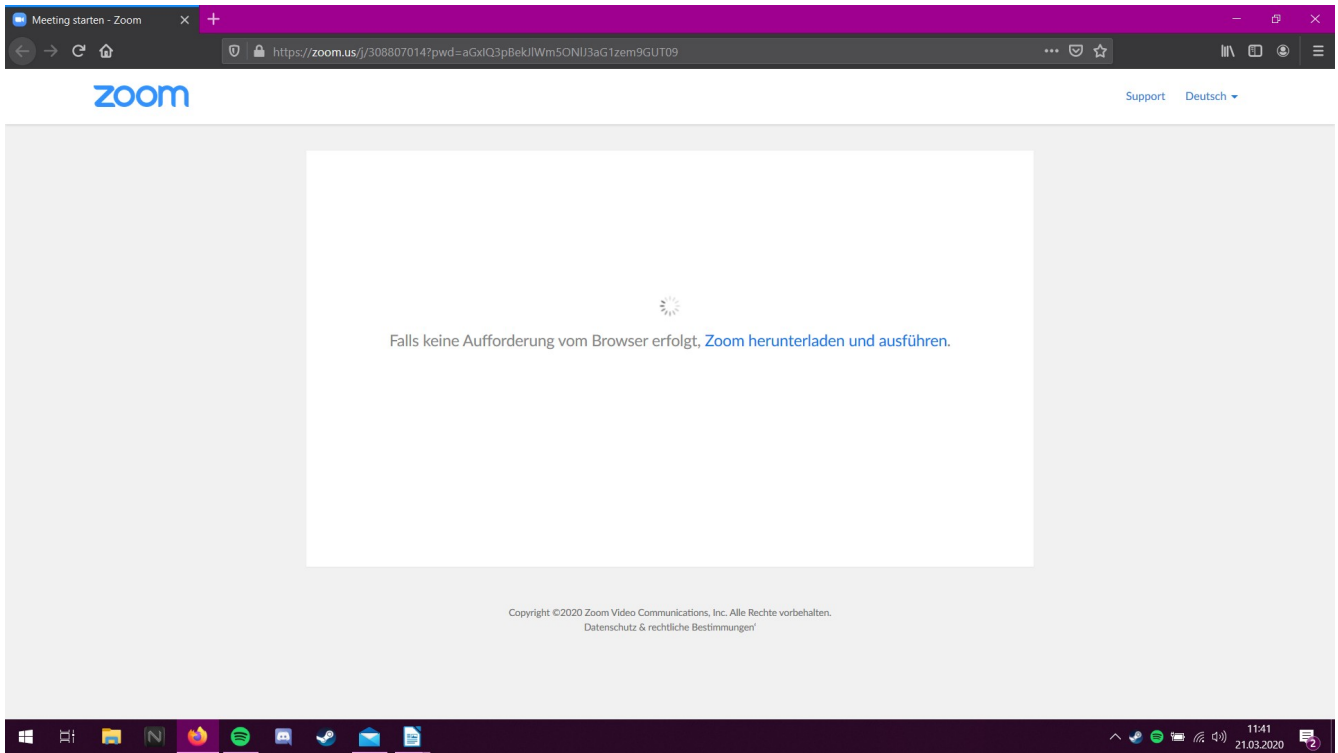 Meeting starten - Zoom
https://zoom.us/j/308807014?pwd=aGxIQ3pBekJlWm5ONlJ3aG1zem9GUT09
zoom
Support Deutsch
Falls keine Aufforderung vom Browser erfolgt, Zoom herunterladen und ausführen.
Copyright ©2020 Zoom Video Communications, Inc. Alle Rechte vorbehalten.
Datenschutz & rechtliche Bestimmungen'
11:41
21.03.2020
2